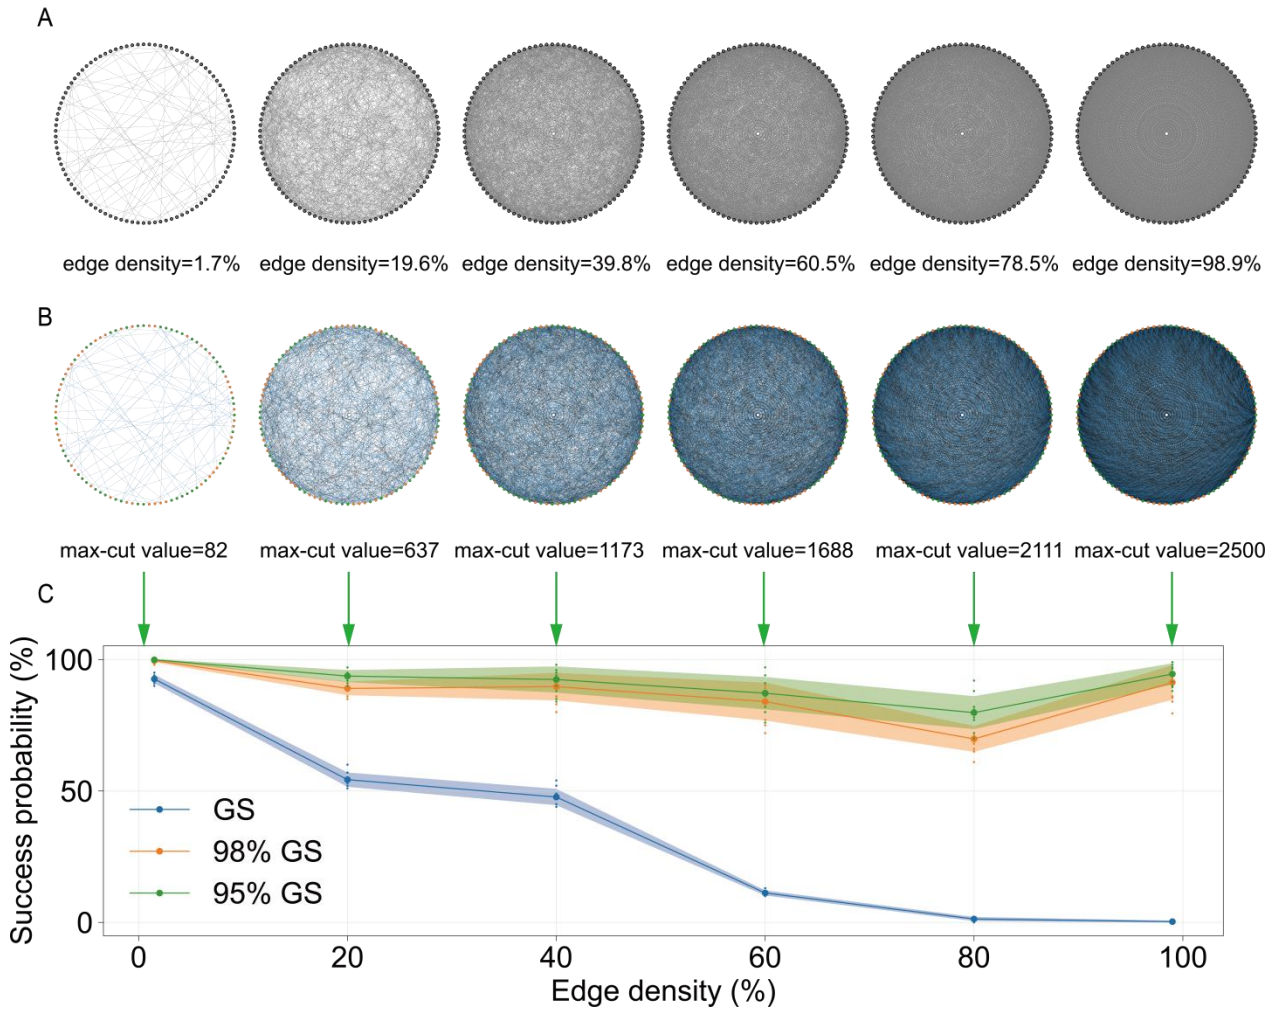 A
edge density=1.7%
edge density=19.6%
edge density=39.8%
edge density=60.5%
edge density=78.5%
edge density=98.9%
B
max-cut value=82
max-cut value=637
max-cut value=1173
max-cut value=1688
max-cut value=2111
max-cut value=2500
C
Success probability (%)
100
50
0
GS
98% GS
95% GS
0 20 40 60 80 100
Edge density (%)